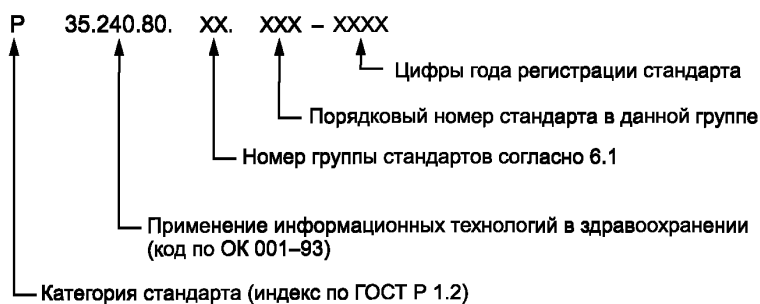 Р 35.240.80. ХХ. ХХХ – ХХХХ
Цифры года регистрации стандарта
Порядковый номер стандарта в данной группе
Номер группы стандартов согласно 6.1
Применение информационных технологий в здравоохранении
(код по ОК 001–93)
Категория стандарта (индекс по ГОСТ Р 1.2)